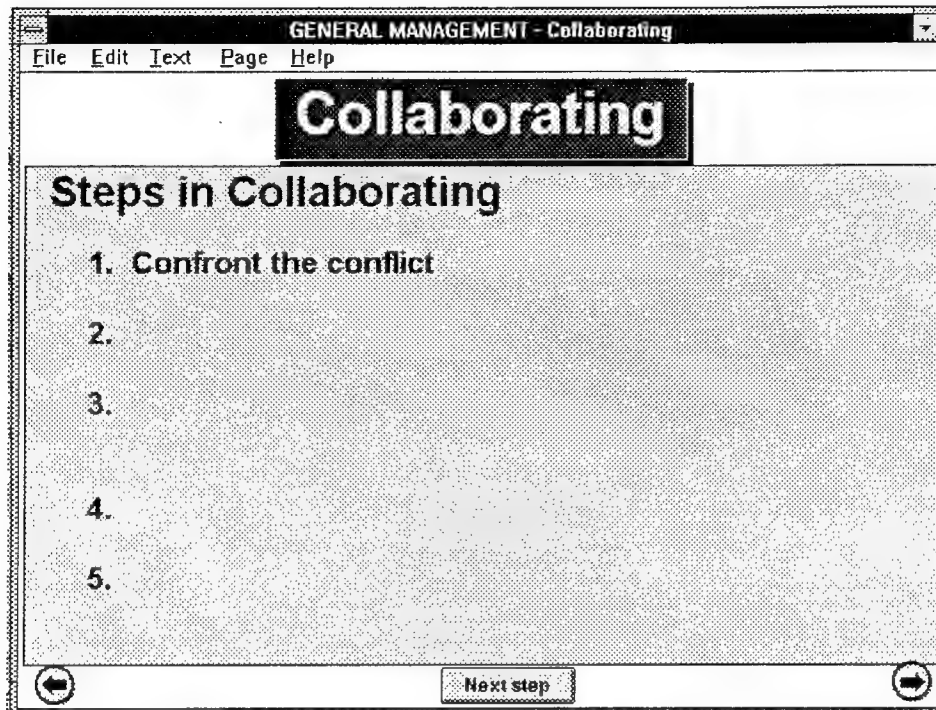 GENERAL MANAGEMENT - Collaborating
File Edit Text Page Help
Collaborating
Steps in Collaborating
1. Confront the conflict
2.
3.
4.
5.
Next step